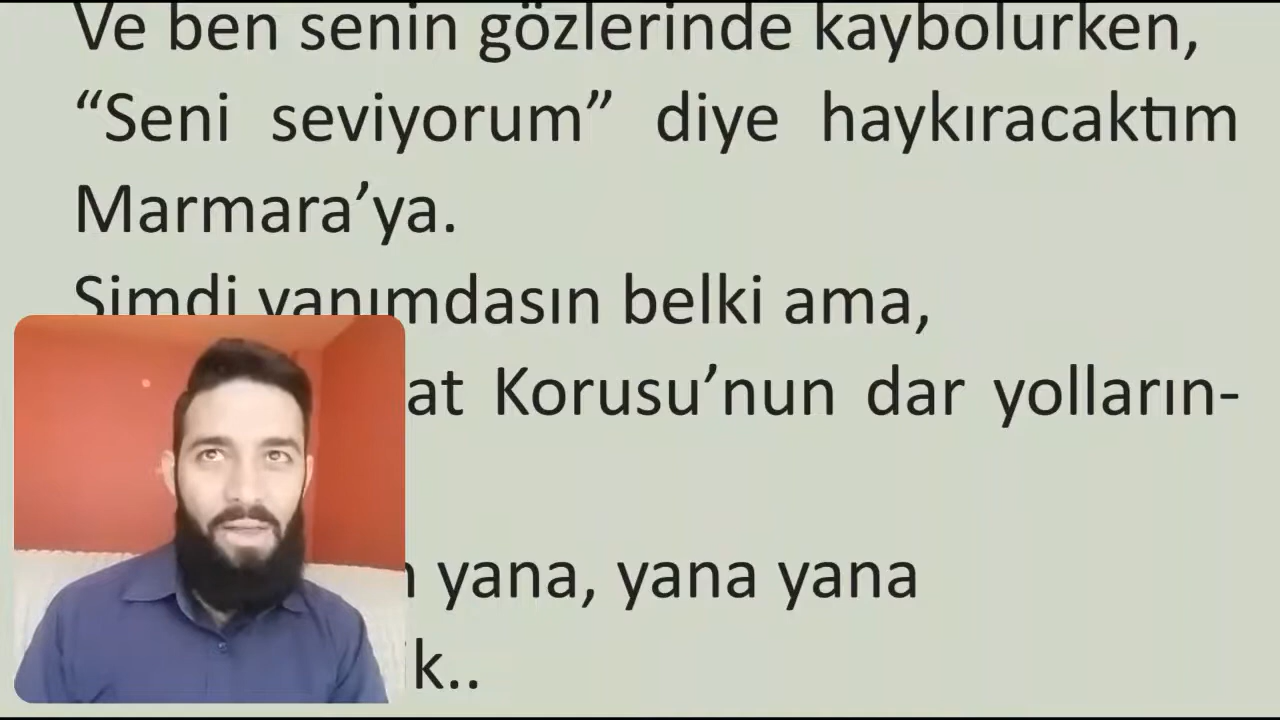 Ve ben senin gözlerinde kaybolurken,
“Seni seviyorum” diye haykıracaktım
Marmara’ya.
Şimdi yanımdasın belki ama,
Korusu’nun dar yolların-
yana, yana yana